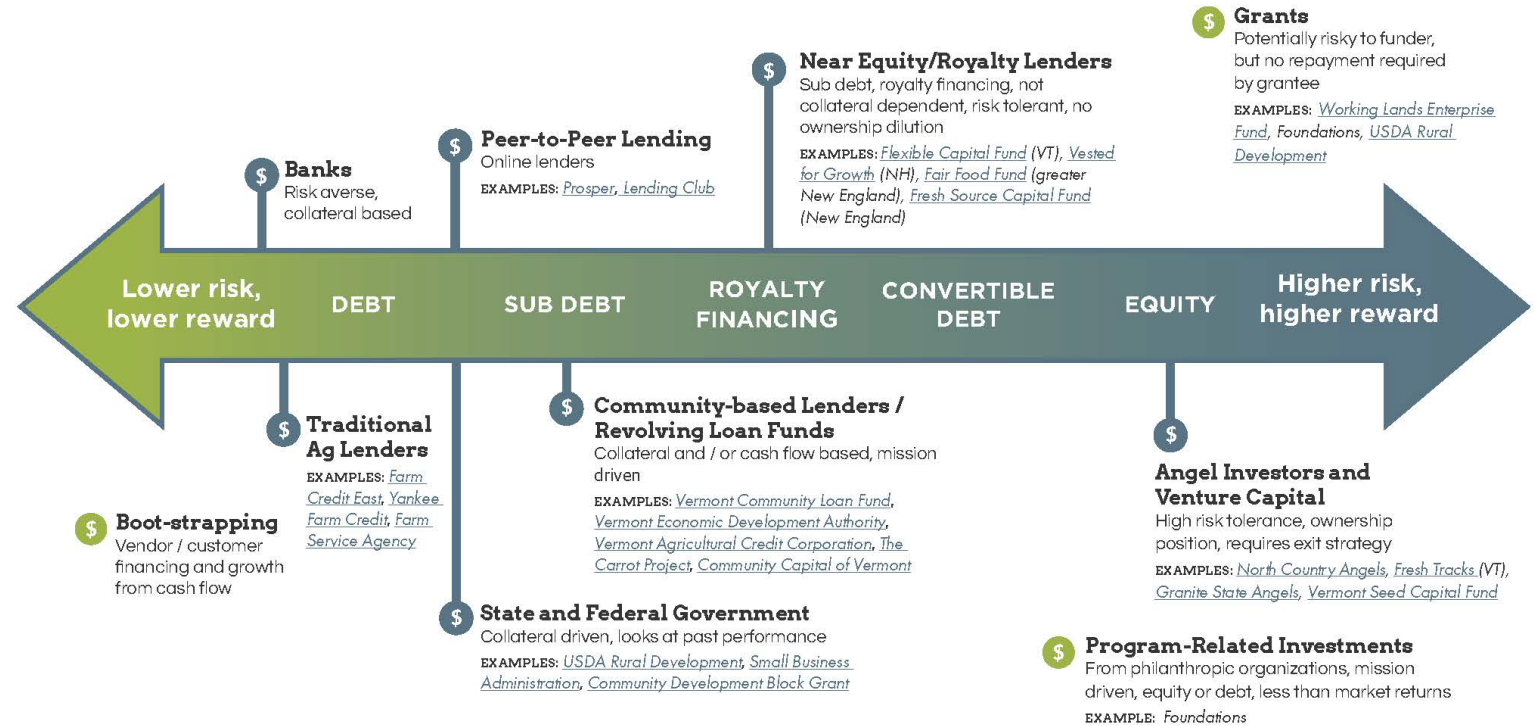 $ Grants
Potentially risky to funder,
but no repayment required
by grantee
EXAMPLES: Working Lands Enterprise
Fund, Foundations, USDA Rural
Development
$ Near Equity/Royalty Lenders
Sub debt, royalty financing, not
collateral dependent, risk tolerant, no
ownership dilution
EXAMPLES: Flexible Capital Fund (VT), Vested
for Growth (NH), Fair Food Fund (greater
New England), Fresh Source Capital Fund
(New England)
$ Peer-to-Peer Lending
Online lenders
EXAMPLES: Prosper, Lending Club
$ Banks
Risk averse,
collateral based
Lower risk,
lower reward
DEBT
SUB DEBT
ROYALTY
FINANCING
CONVERTIBLE
DEBT
EQUITY
Higher risk,
higher reward
$ Traditional
Ag Lenders
EXAMPLES: Farm
Credit East, Yankee
Farm Credit, Farm
Service Agency
$ Boot-strapping
Vendor / customer
financing and growth
from cash flow
$ Community-based Lenders /
Revolving Loan Funds
Collateral and / or cash flow based, mission
driven
EXAMPLES: Vermont Community Loan Fund,
Vermont Economic Development Authority,
Vermont Agricultural Credit Corporation, The
Carrot Project, Community Capital of Vermont
$ State and Federal Government
Collateral driven, looks at past performance
EXAMPLES: USDA Rural Development, Small Business
Administration, Community Development Block Grant
$
Angel Investors and
Venture Capital
High risk tolerance, ownership
position, requires exit strategy
EXAMPLES: North Country Angels, Fresh Tracks (VT),
Granite State Angels, Vermont Seed Capital Fund
$ Program-Related Investments
From philanthropic organizations, mission
driven, equity or debt, less than market returns
EXAMPLE: Foundations